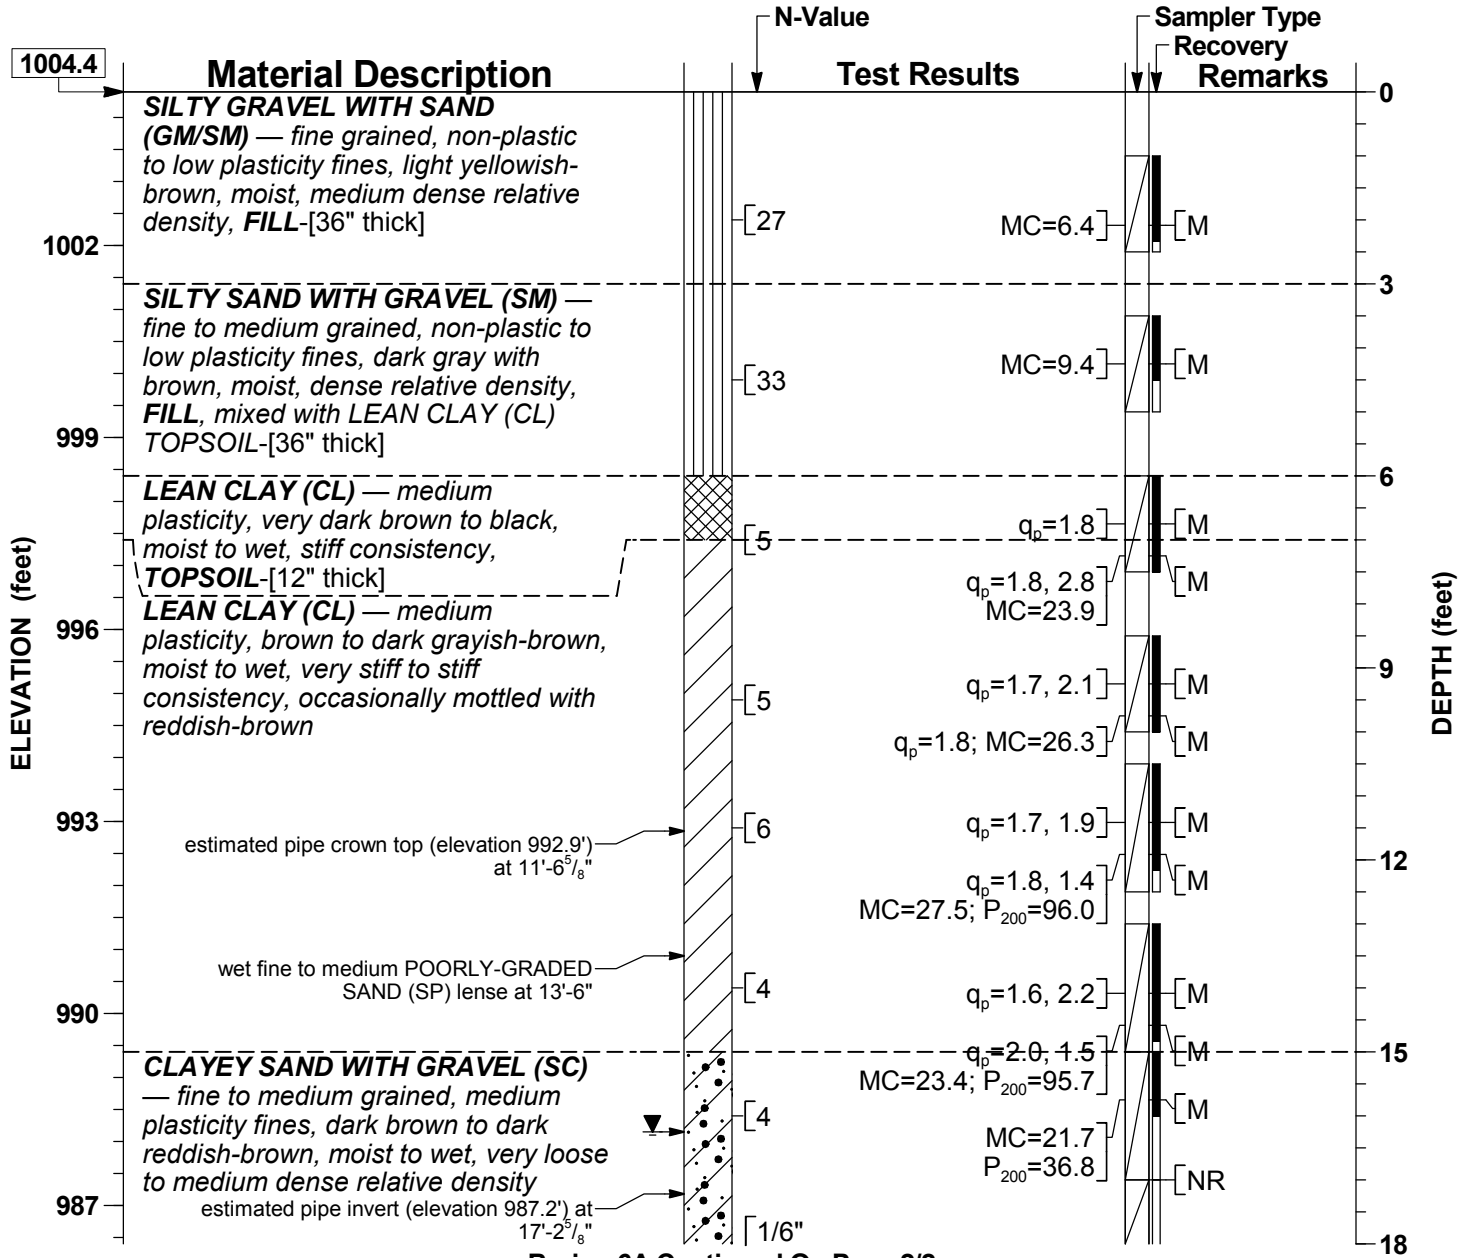 N-Value
Sampler Type
Recovery
1004.4
Material Description
Test Results
Remarks
0
SILTY GRAVEL WITH SAND
(GM/SM) — fine grained, non-plastic
to low plasticity fines, light yellowish-
brown, moist, medium dense relative
density, FILL-[36" thick]
27
MC=6.4
M
1002
3
SILTY SAND WITH GRAVEL (SM) —
fine to medium grained, non-plastic to
low plasticity fines, dark gray with
brown, moist, dense relative density,
FILL, mixed with LEAN CLAY (CL)
TOPSOIL-[36" thick]
33
MC=9.4
M
999
6
LEAN CLAY (CL) — medium
plasticity, very dark brown to black,
moist to wet, stiff consistency,
TOPSOIL-[12" thick]
5
qp=1.8
M
qp=1.8, 2.8
MC=23.9
M
LEAN CLAY (CL) — medium
plasticity, brown to dark grayish-brown,
moist to wet, very stiff to stiff
consistency, occasionally mottled with
reddish-brown
996
9
5
qp=1.7, 2.1
M
qp=1.8; MC=26.3
M
ELEVATION (feet)
DEPTH (feet)
993
estimated pipe crown top (elevation 992.9')
at 11'-6 5/8"
6
qp=1.7, 1.9
M
12
qp=1.8, 1.4
MC=27.5; P200=96.0
M
wet fine to medium POORLY-GRADED
SAND (SP) lense at 13'-6"
4
qp=1.6, 2.2
M
990
15
qp=2.0, 1.5
MC=23.4; P200=95.7
M
CLAYEY SAND WITH GRAVEL (SC)
— fine to medium grained, medium
plasticity fines, dark brown to dark
reddish-brown, moist to wet, very loose
to medium dense relative density
4
MC=21.7
P200=36.8
M
NR
987
estimated pipe invert (elevation 987.2') at
17'-2 5/8"
1/6"
18